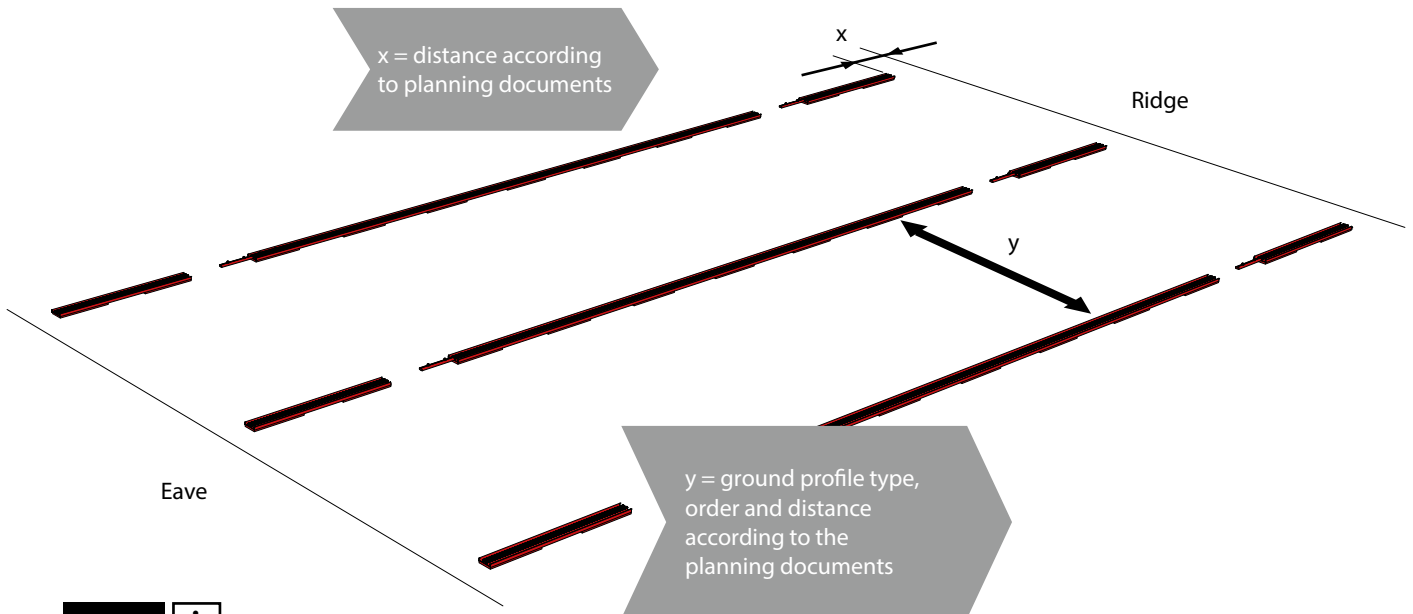 x = distance according
to planning documents
x
Ridge
y
Eave
y = ground profile type,
order and distance
according to the
planning documents